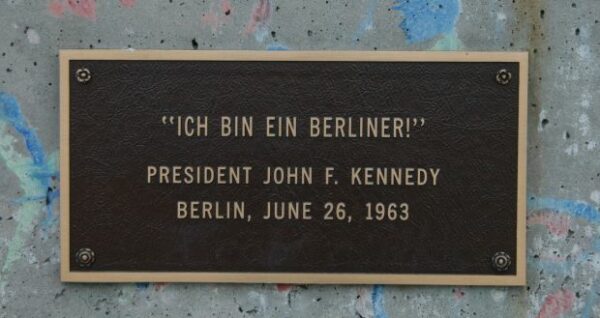 “ICH BIN EIN BERLINER!”
PRESIDENT JOHN F. KENNEDY
BERLIN, JUNE 26, 1963